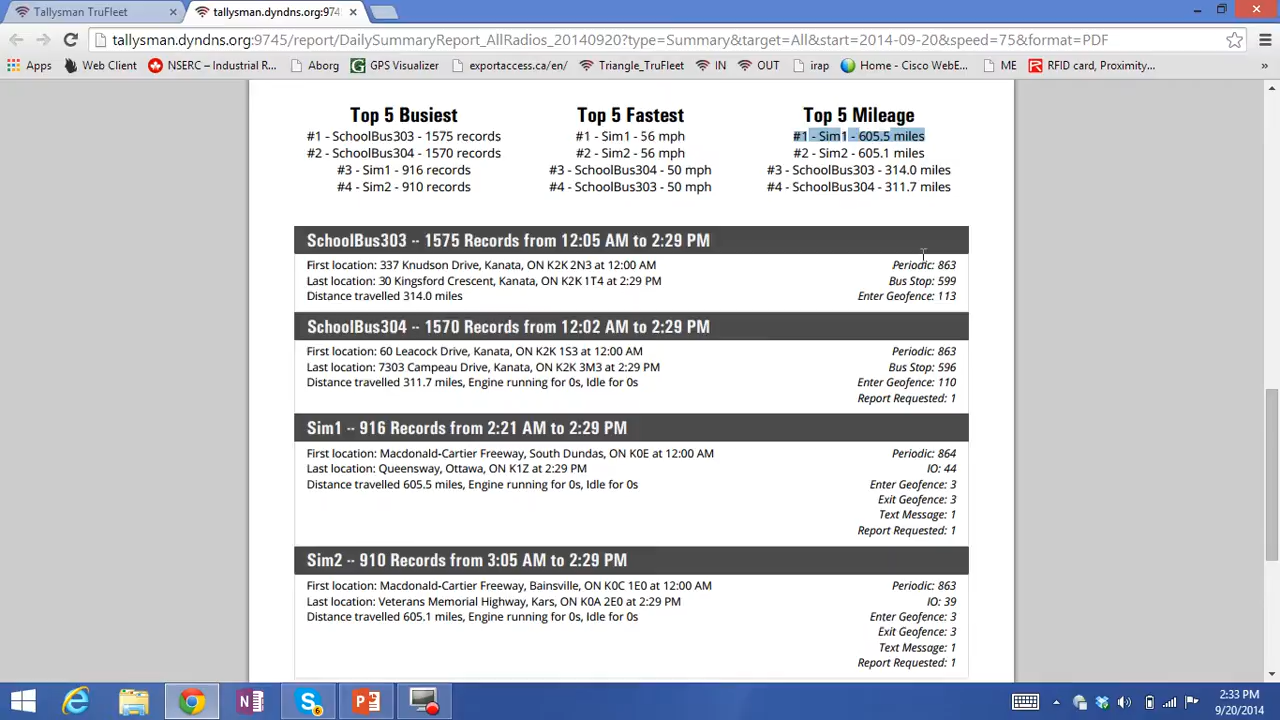 Tallysman TruFleet
tallysman.dyndns.org:974
tallysman.dyndns.org:9745/report/DailySummaryReport_AllRadios_20140920?type=Summary&target=All&start=2014-09-20&speed=75&format=PDF
Apps Web Client NSERC – Industrial R... Aborg GPS Visualizer exportaccess.ca/en/ Triangle_TruFleet IN OUT irap Home - Cisco WebE... ME RFID card, Proximity... »
Top 5 Busiest
#1 - SchoolBus303 - 1575 records
#2 - SchoolBus304 - 1570 records
#3 - Sim1 - 916 records
#4 - Sim2 - 910 records
Top 5 Fastest
#1 - Sim1 - 56 mph
#2 - Sim2 - 56 mph
#3 - SchoolBus304 - 50 mph
#4 - SchoolBus303 - 50 mph
Top 5 Mileage
#1 - Sim1 - 605.5 miles
#2 - Sim2 - 605.1 miles
#3 - SchoolBus303 - 314.0 miles
#4 - SchoolBus304 - 311.7 miles
SchoolBus303 -- 1575 Records from 12:05 AM to 2:29 PM
First location: 337 Knudson Drive, Kanata, ON K2K 2N3 at 12:00 AM
Last location: 30 Kingsford Crescent, Kanata, ON K2K 1T4 at 2:29 PM
Distance travelled 314.0 miles
Periodic: 863
Bus Stop: 599
Enter Geofence: 113
SchoolBus304 -- 1570 Records from 12:02 AM to 2:29 PM
First location: 60 Leacock Drive, Kanata, ON K2K 1S3 at 12:00 AM
Last location: 7303 Campeau Drive, Kanata, ON K2K 3M3 at 2:29 PM
Distance travelled 311.7 miles, Engine running for 0s, Idle for 0s
Periodic: 863
Bus Stop: 596
Enter Geofence: 110
Report Requested: 1
Sim1 -- 916 Records from 2:21 AM to 2:29 PM
First location: Macdonald-Cartier Freeway, South Dundas, ON K0E at 12:00 AM
Last location: Queensway, Ottawa, ON K1Z at 2:29 PM
Distance travelled 605.5 miles, Engine running for 0s, Idle for 0s
Periodic: 864
IO: 44
Enter Geofence: 3
Exit Geofence: 3
Text Message: 1
Report Requested: 1
Sim2 -- 910 Records from 3:05 AM to 2:29 PM
First location: Macdonald-Cartier Freeway, Bainsville, ON K0C 1E0 at 12:00 AM
Last location: Veterans Memorial Highway, Kars, ON K0A 2E0 at 2:29 PM
Distance travelled 605.1 miles, Engine running for 0s, Idle for 0s
Periodic: 863
IO: 39
Enter Geofence: 3
Exit Geofence: 3
Text Message: 1
Report Requested: 1
6
2:33 PM
9/20/2014